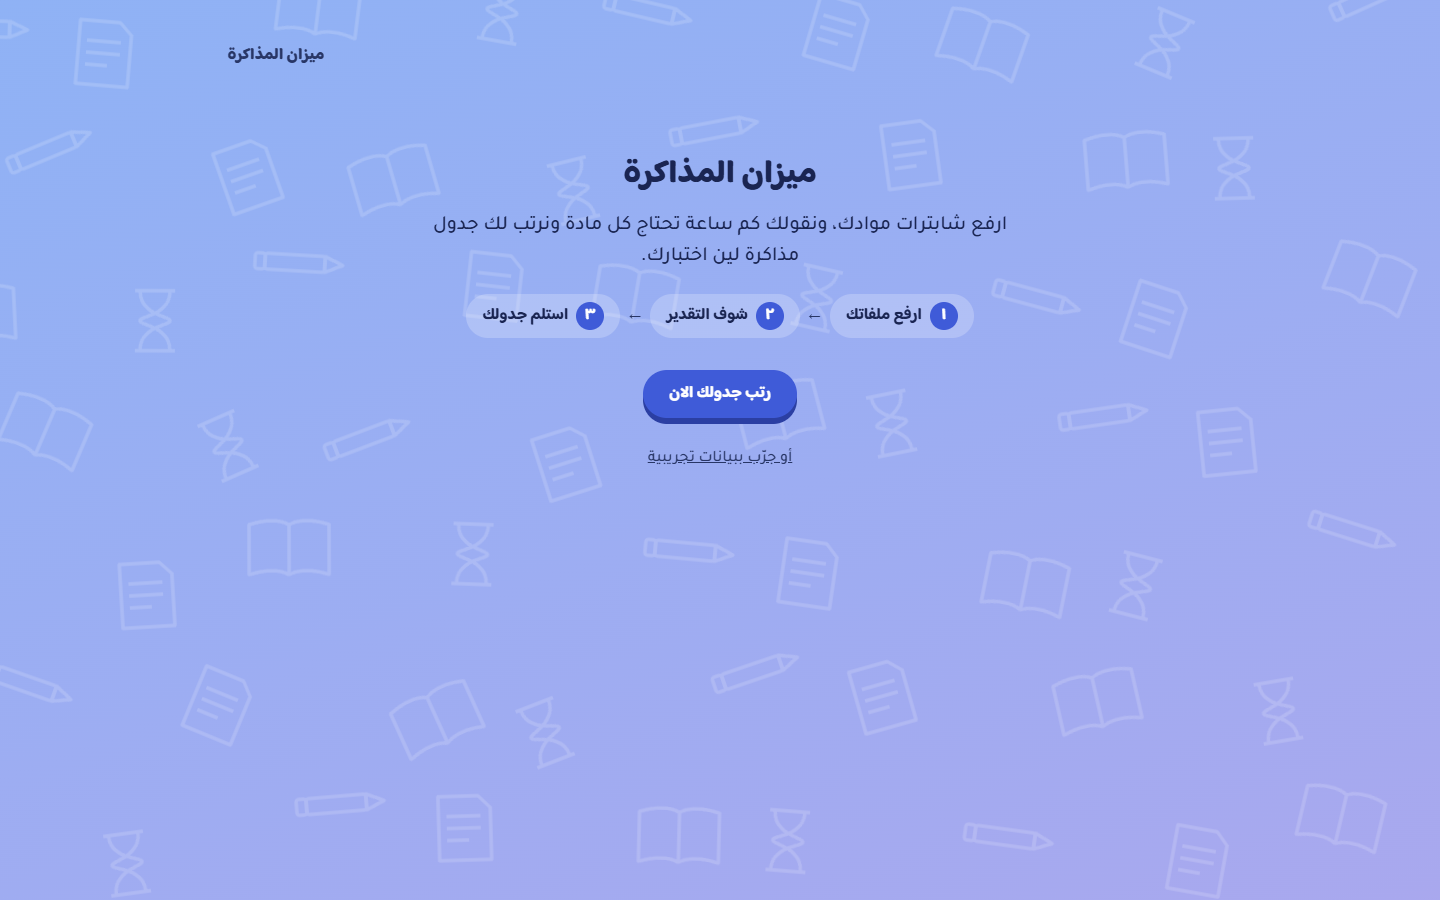 ميزان المذاكرة
ميزان المذاكرة
ارفع شابترات موادك، ونقولك كم ساعة تحتاج كل مادة ونرتب لك جدول
مذاكرة لين اختبارك.
١ ارفع ملفاتك ← ٢ شوف التقدير ← ٣ استلم جدولك
رتب جدولك الان
أو جرّب ببيانات تجريبية